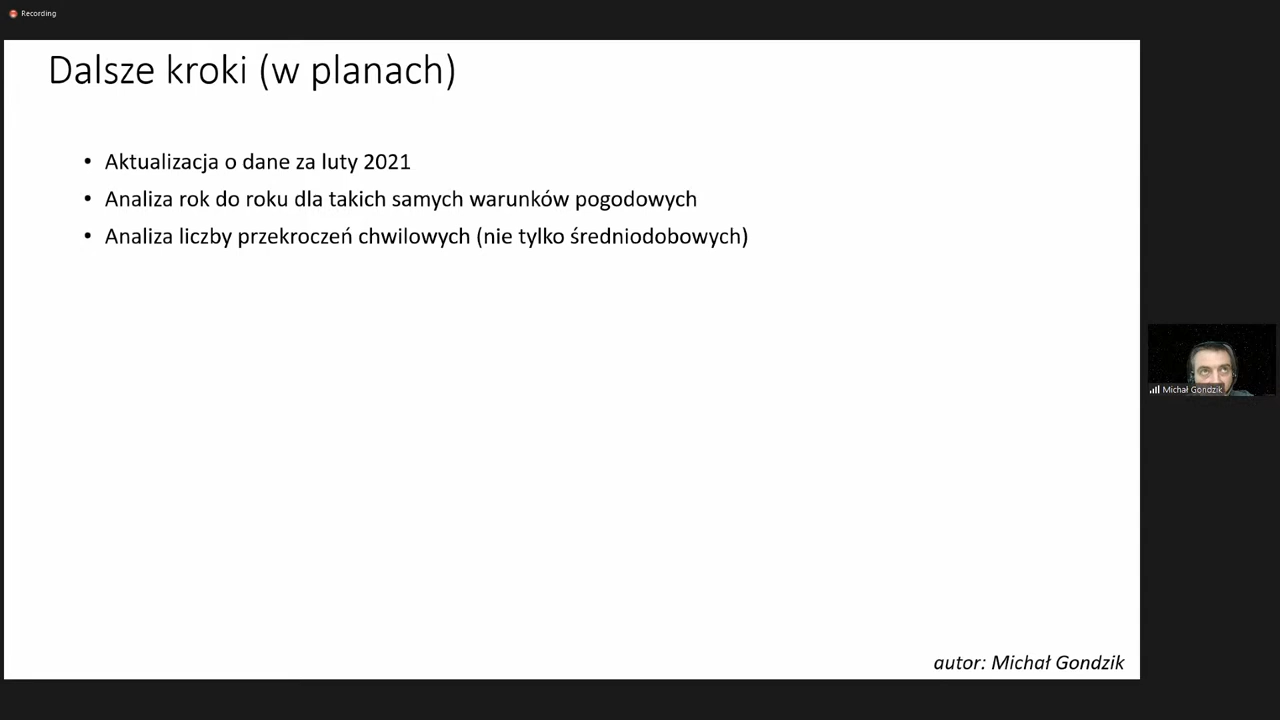 Recording
Dalsze kroki (w planach)
• Aktualizacja o dane za luty 2021
• Analiza rok do roku dla takich samych warunków pogodowych
• Analiza liczby przekroczeń chwilowych (nie tylko średniodobowych)
Michał Gondzik
autor: Michał Gondzik